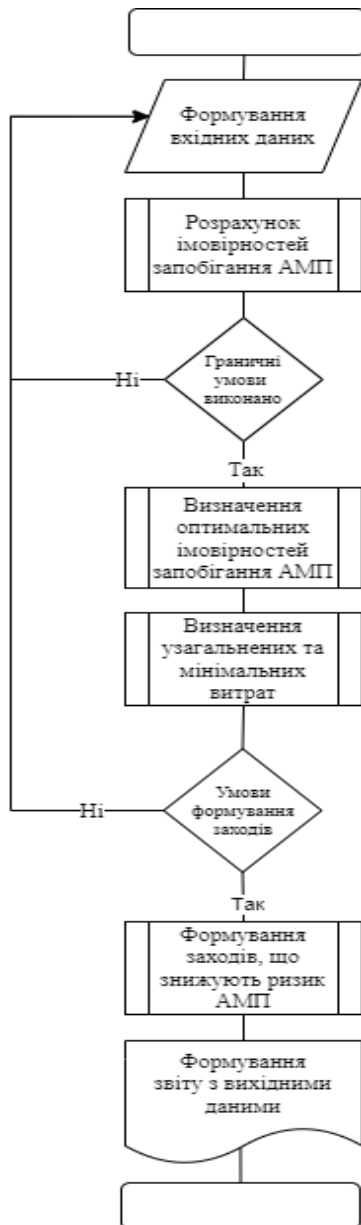 Формування
вхідних даних
Розрахунок
імовірностей
запобігання АМП
Граничні
умови
виконано
Ні
Так
Визначення
оптимальних
імовірностей
запобігання АМП
Визначення
узагальнених та
мінімальних
витрат
Умови
формування
заходів
Ні
Так
Формування
заходів, що
знижують ризик
АМП
Формування
звіту з вихідними
даними